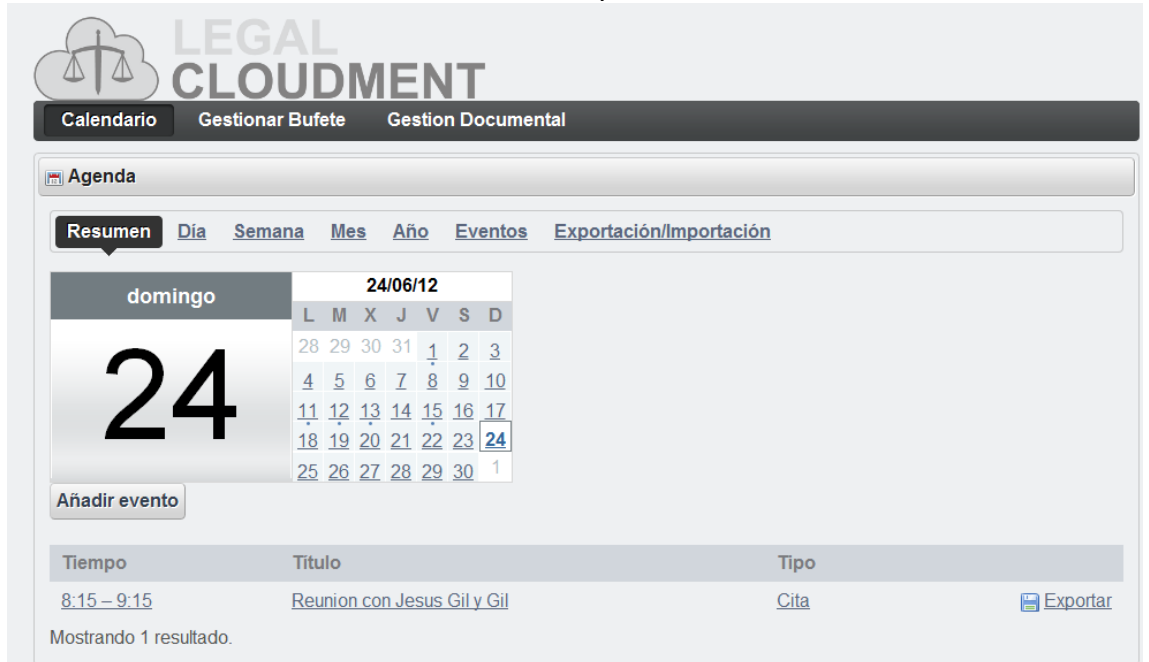 LEGAL
CLOUDMENT
Calendario Gestionar Bufete Gestion Documental
Agenda
Resumen Día Semana Mes Año Eventos Exportación/Importación
domingo
24
24/06/12
L M X J V S D
28 29 30 31 1 2 3
4 5 6 7 8 9 10
11 12 13 14 15 16 17
18 19 20 21 22 23 24
25 26 27 28 29 30 1
Añadir evento
Tiempo Título Tipo
8:15 – 9:15 Reunion con Jesus Gil y Gil Cita Exportar
Mostrando 1 resultado.